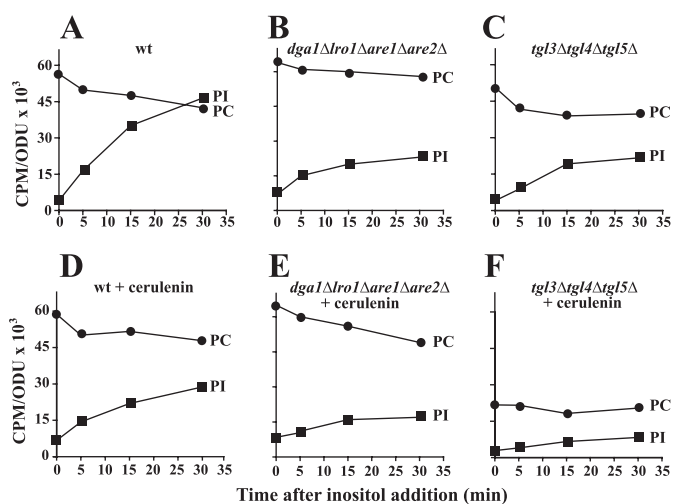 A
wt
B
dga1Δlro1Δare1Δare2Δ
C
tgl3Δtgl4Δtgl5Δ
CPM/ODU x 10³
60
45
30
15
0
PI
PC
PC
PI
PC
PI
0 5 10 15 20 25 30 35
0 5 10 15 20 25 30 35
0 5 10 15 20 25 30 35
D
wt + cerulenin
E
dga1Δlro1Δare1Δare2Δ
+ cerulenin
F
tgl3Δtgl4Δtgl5Δ
+ cerulenin
CPM/ODU x 10³
60
45
30
15
0
PC
PI
PC
PI
PC
PI
0 5 10 15 20 25 30 35
0 5 10 15 20 25 30 35
0 5 10 15 20 25 30 35
Time after inositol addition (min)